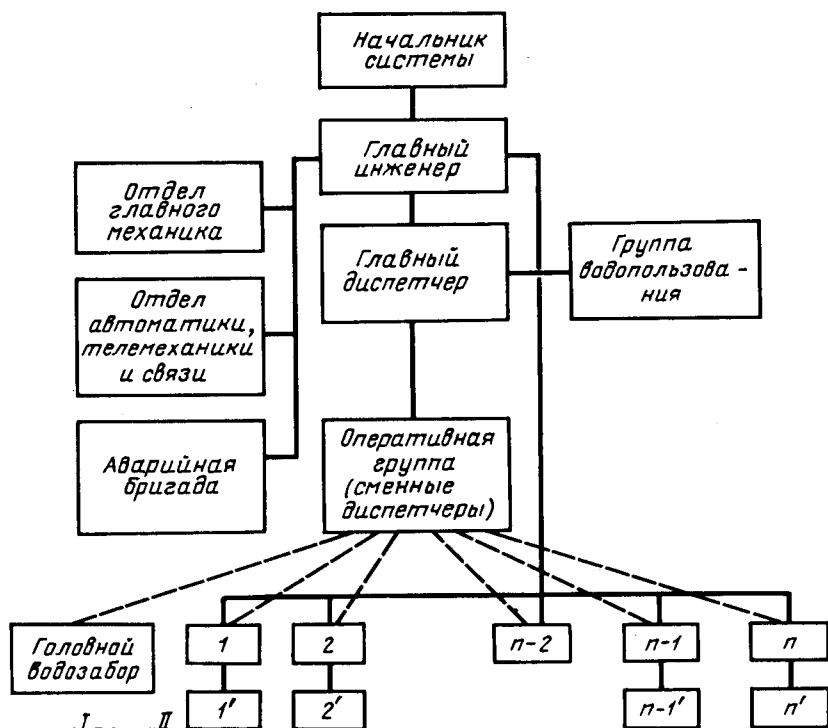 Начальник
системы
Главный
инженер
Отдел
главного
механика
Главный
диспетчер
Группа
водопользова -
ния
Отдел
автоматики,
телемеханики
и связи
Оперативная
группа
(сменные
диспетчеры)
Аварийная
бригада
Головной
водозабор
1
2
n-2
n-1
n
1'
2'
n-1'
n'
I II